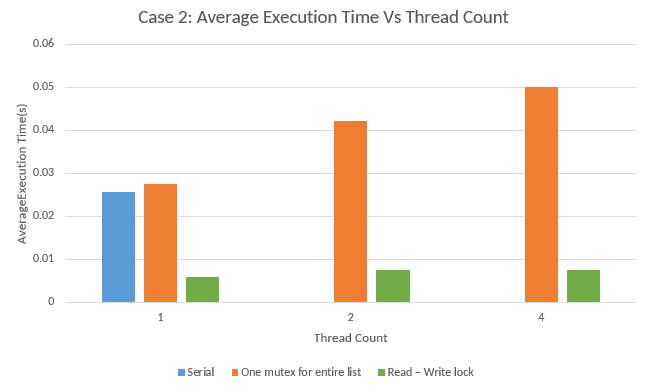 Case 2: Average Execution Time Vs Thread Count
0.06
0.05
0.04
0.03
0.02
0.01
0
AverageExecution Time(s)
1 2 4
Thread Count
Serial One mutex for entire list Read – Write lock